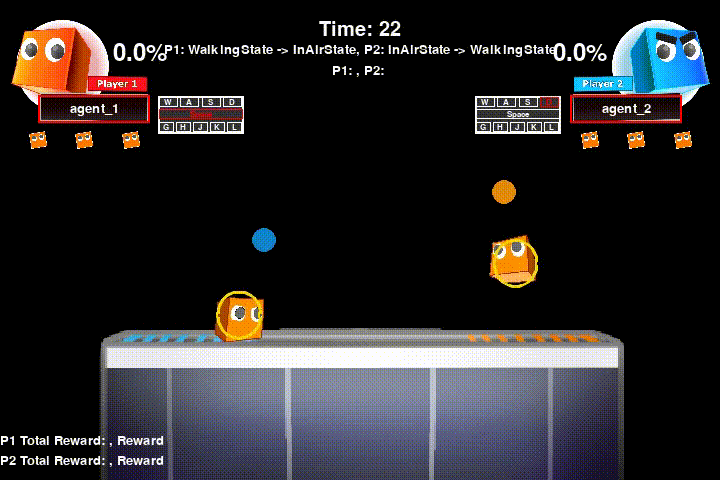 Time: 22
0.0%
P1: WalkingState -> InAirState, P2: InAirState -> WalkingState
0.0%
P1: , P2:
Player 1
Player 2
agent_1
agent_2
W A S D
Space
G H J K L
W A S D
Space
G H J K L
P1 Total Reward: , Reward
P2 Total Reward: , Reward